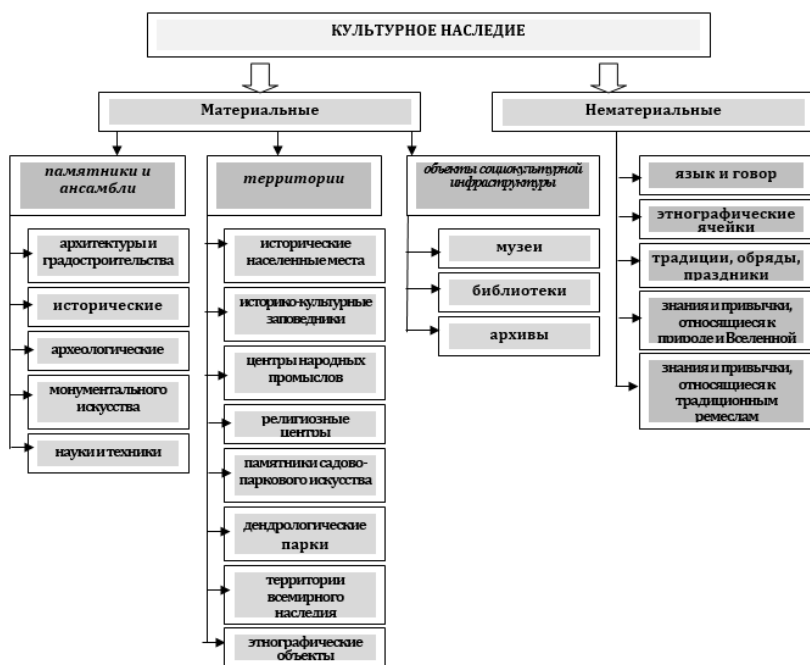 КУЛЬТУРНОЕ НАСЛЕДИЕ
Материальные
Нематериальные
памятники и
ансамбли
архитектуры и
градостроительства
исторические
археологические
монументального
искусства
науки и техники
территории
исторические
населенные места
историко-культурные
заповедники
центры народных
промыслов
религиозные
центры
памятники садово-
паркового искусства
дендрологические
парки
территории
всемирного
наследия
этнографические
объекты
объекты социокультурной
инфраструктуры
музеи
библиотеки
архивы
язык и говор
этнографические
ячейки
традиции, обряды,
праздники
знания и привычки,
относящиеся к
природе и Вселенной
знания и привычки,
относящиеся к
традиционным
ремеслам